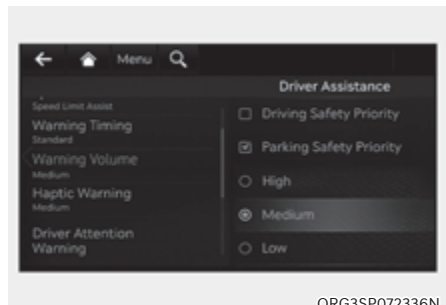 Menu
Driver Assistance
Speed Limit Assist
Warning Timing
Standard
Warning Volume
Medium
Haptic Warning
Medium
Driver Attention
Warning
Driving Safety Priority
Parking Safety Priority
High
Medium
Low
ORG3SP072336N